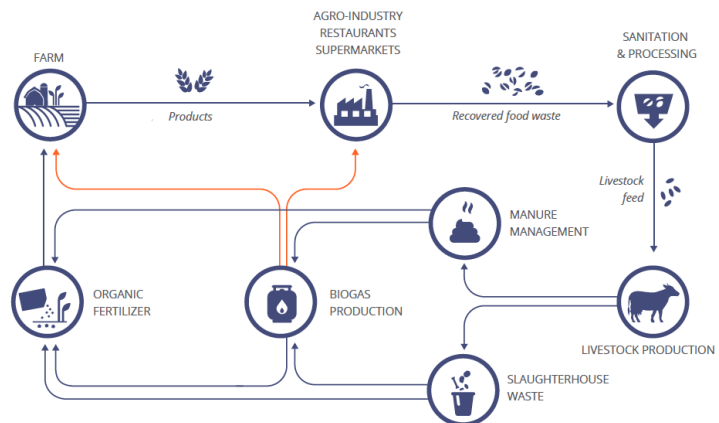 FARM
AGRO-INDUSTRY
RESTAURANTS
SUPERMARKETS
SANITATION
& PROCESSING
Products
Recovered food waste
Livestock
feed
MANURE
MANAGEMENT
ORGANIC
FERTILIZER
BIOGAS
PRODUCTION
LIVESTOCK PRODUCTION
SLAUGHTERHOUSE
WASTE